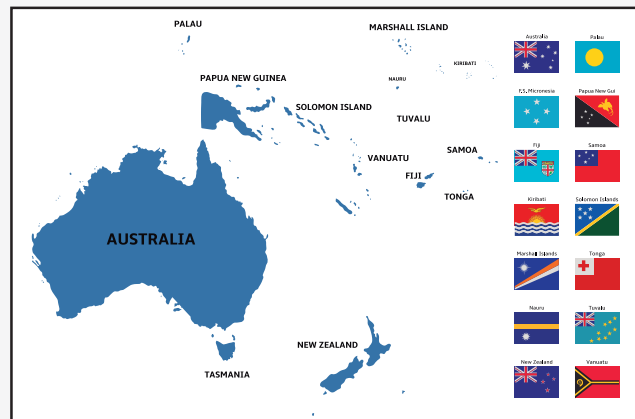 PALAU
MARSHALL ISLAND
KIRIBATI
PAPUA NEW GUINEA
NAURU
SOLOMON ISLAND
TUVALU
SAMOA
VANUATU
FIJI
TONGA
AUSTRALIA
NEW ZEALAND
TASMANIA
Australia
Palau
F.S. Micronesia
Papua New Gui
Fiji
Samoa
Kiribati
Solomon Islands
Marshall Islands
Tonga
Nauru
Tuvalu
New Zealand
Vanuatu